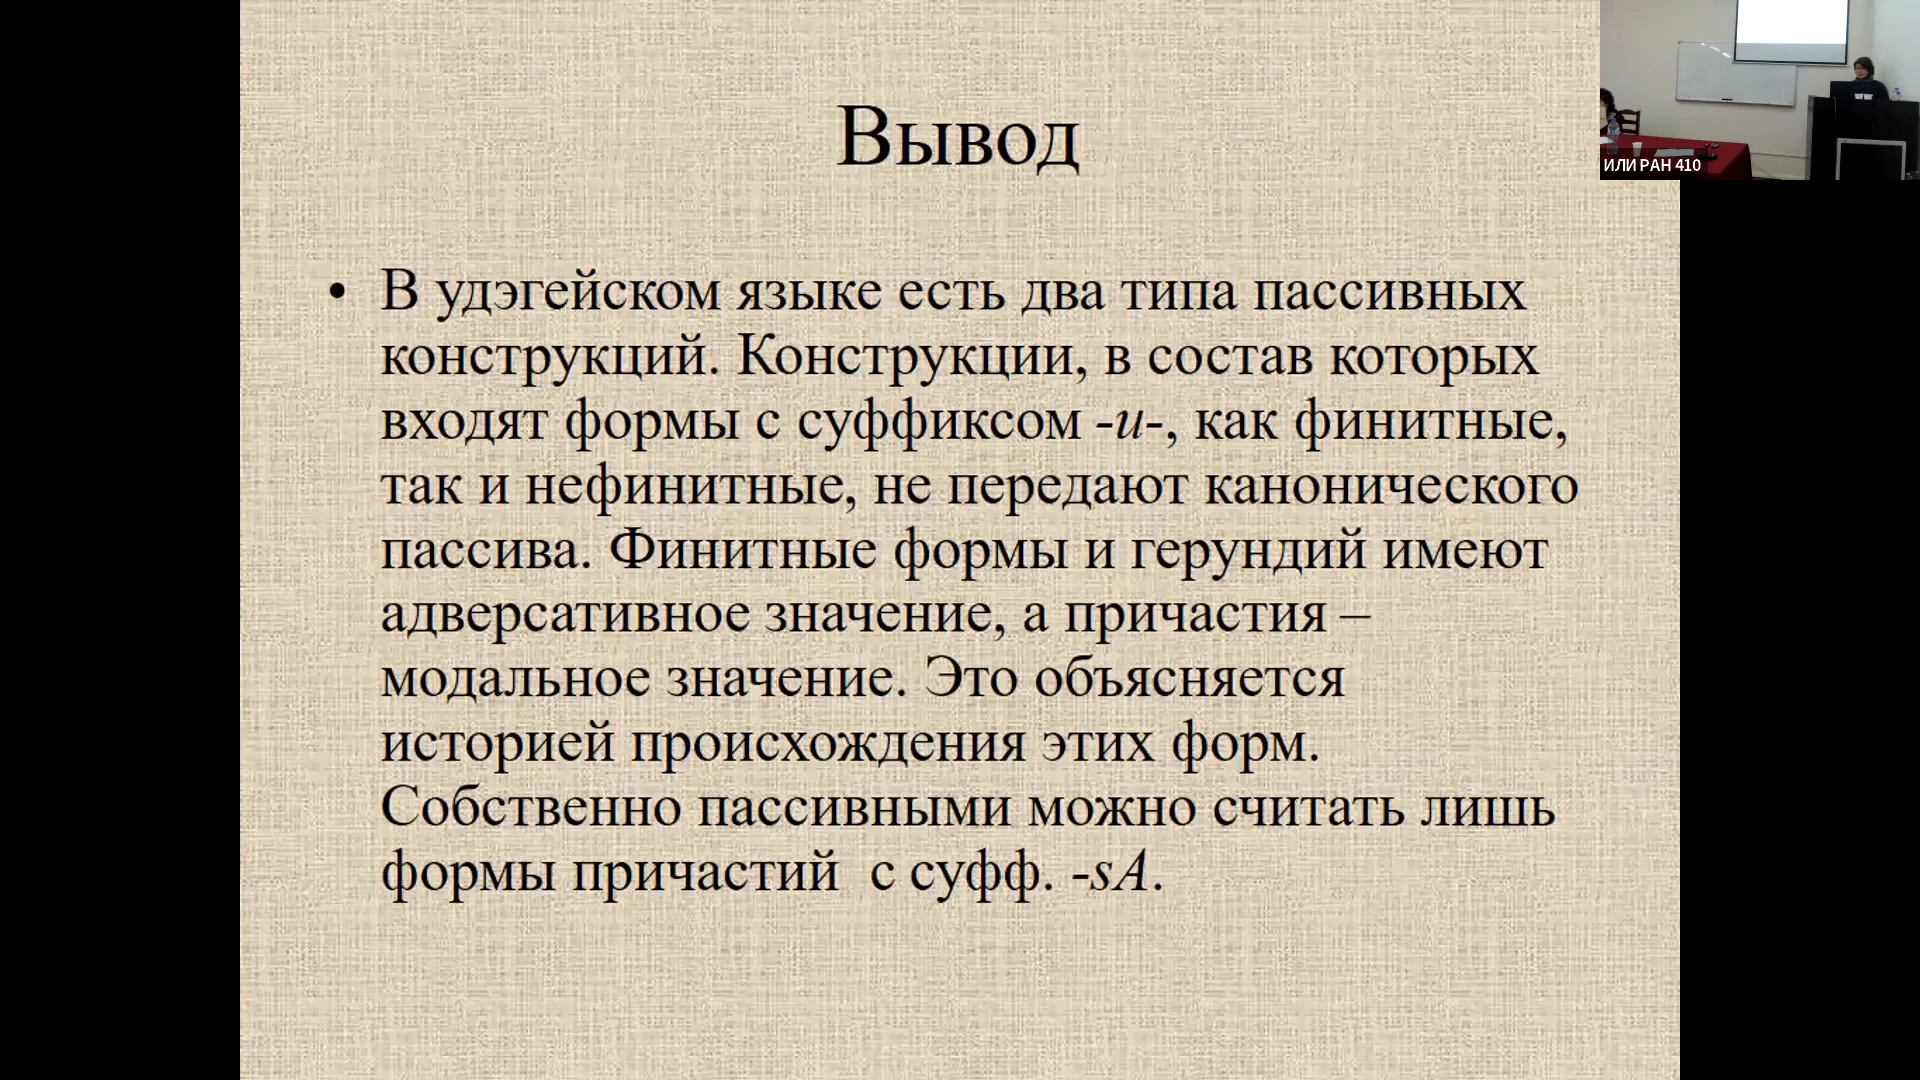 Вывод
• В удэгейском языке есть два типа пассивных
конструкций. Конструкции, в состав которых
входят формы с суффиксом -u-, как финитные,
так и нефинитные, не передают канонического
пассива. Финитные формы и герундий имеют
адверсативное значение, а причастия –
модальное значение. Это объясняется
историей происхождения этих форм.
Собственно пассивными можно считать лишь
формы причастий  с суфф. -sA.
ИЛИ РАН 410